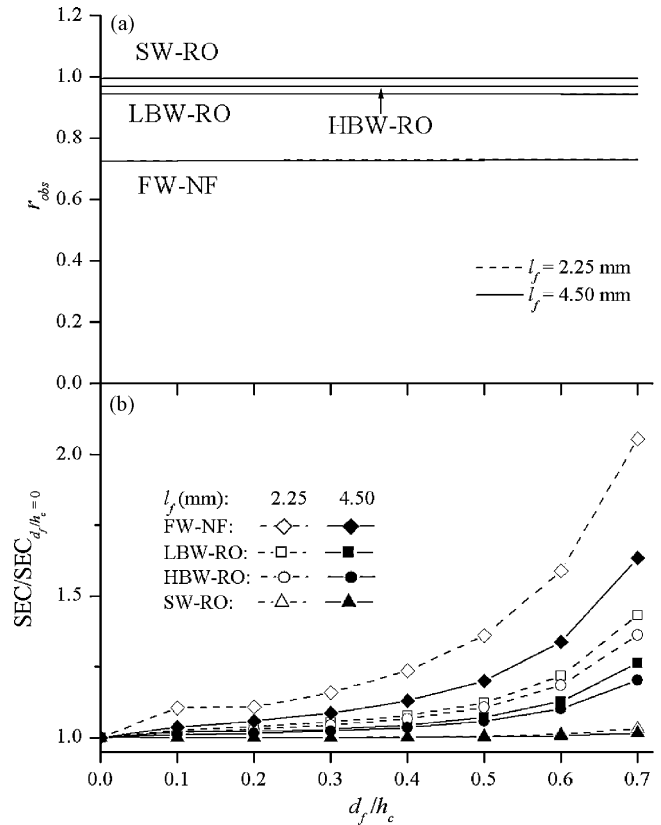 (a)
1.2
1.0
0.8
0.6
0.4
0.2
0.0
r_obs
SW-RO
LBW-RO
HBW-RO
FW-NF
l_f = 2.25 mm
l_f = 4.50 mm
(b)
2.0
1.5
1.0
SEC/SEC_{d_f/h_c = 0}
l_f (mm): 2.25 4.50
FW-NF:
LBW-RO:
HBW-RO:
SW-RO:
0.0 0.1 0.2 0.3 0.4 0.5 0.6 0.7
d_f/h_c